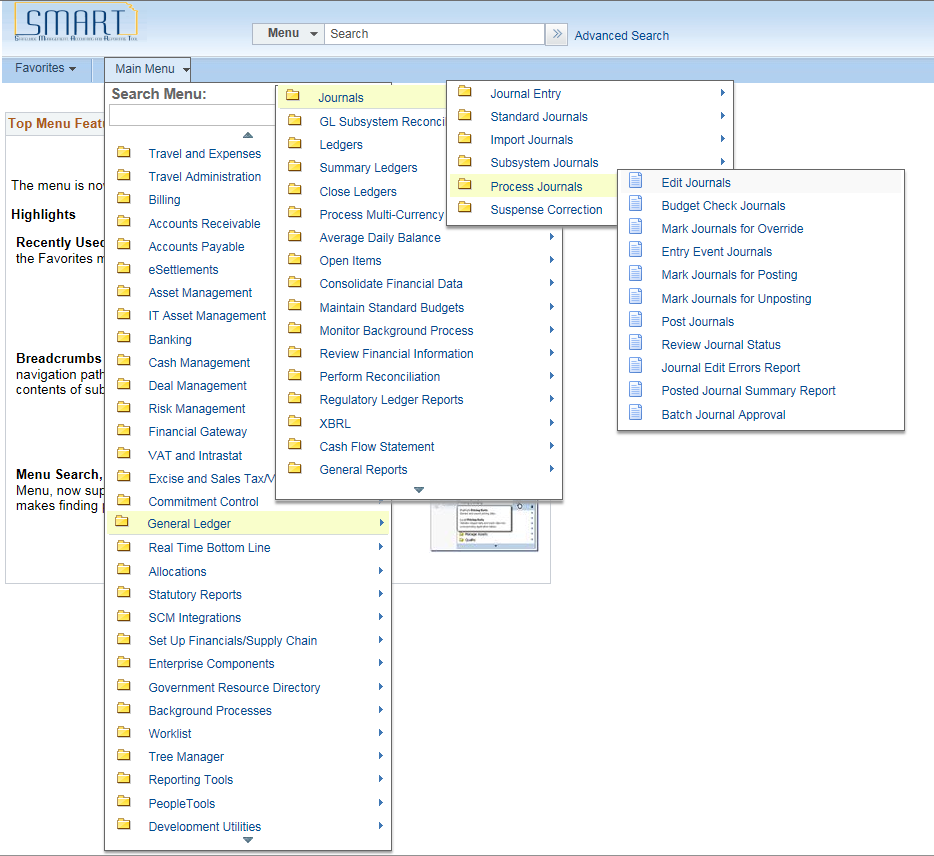 SMART
Menu
Search
Advanced Search
Favorites
Main Menu
Top Menu Featu
The menu is nov
Highlights
Recently Used
the Favorites m
Breadcrumbs
navigation path
contents of sub
Menu Search,
Menu, now sup
makes finding p
Search Menu:
Travel and Expenses
Travel Administration
Billing
Accounts Receivable
Accounts Payable
eSettlements
Asset Management
IT Asset Management
Banking
Cash Management
Deal Management
Risk Management
Financial Gateway
VAT and Intrastat
Excise and Sales Tax/V
Commitment Control
General Ledger
Real Time Bottom Line
Allocations
Statutory Reports
SCM Integrations
Set Up Financials/Supply Chain
Enterprise Components
Government Resource Directory
Background Processes
Worklist
Tree Manager
Reporting Tools
PeopleTools
Development Utilities
Journals
GL Subsystem Reconci
Ledgers
Summary Ledgers
Close Ledgers
Process Multi-Currency
Average Daily Balance
Open Items
Consolidate Financial Data
Maintain Standard Budgets
Monitor Background Process
Review Financial Information
Perform Reconciliation
Regulatory Ledger Reports
XBRL
Cash Flow Statement
General Reports
Journal Entry
Standard Journals
Import Journals
Subsystem Journals
Process Journals
Suspense Correction
Edit Journals
Budget Check Journals
Mark Journals for Override
Entry Event Journals
Mark Journals for Posting
Mark Journals for Unposting
Post Journals
Review Journal Status
Journal Edit Errors Report
Posted Journal Summary Report
Batch Journal Approval